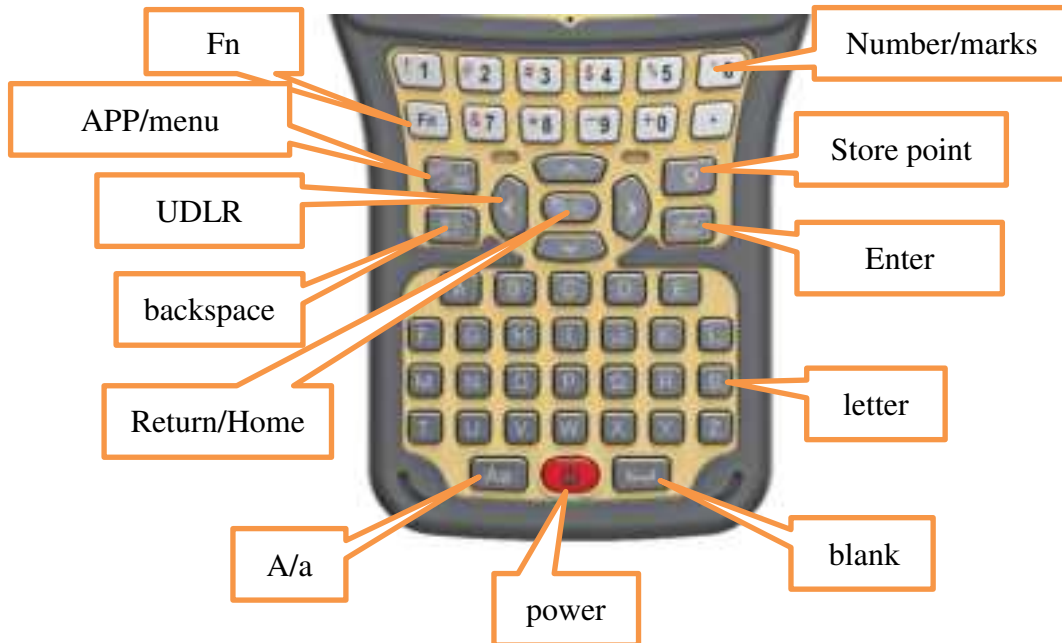 Fn
Number/marks
! 1 2 # 3 $ 4 % 5
APP/menu
Fn & 7 * 8 - 9 + 0 .
Store point
UDLR
Enter
backspace
A B C D E
F G H I J K L
M N O P Q R S
letter
Return/Home
T U V W X Y Z
Aa
A/a
blank
power